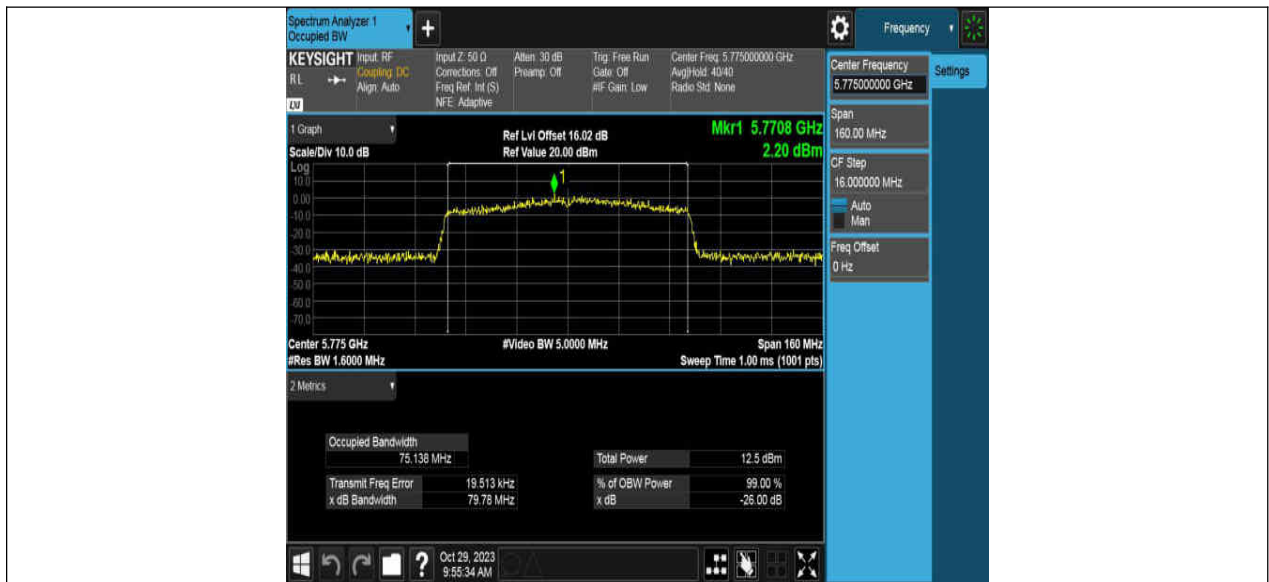 Spectrum Analyzer 1
Occupied BW
+
Frequency
KEYSIGHT
RL
LXI
Input: RF
Coupling: DC
Align: Auto
Input Z: 50 Ω
Corrections: Off
Freq Ref: Int (S)
NFE: Adaptive
Atten: 30 dB
Preamp: Off
Trig: Free Run
Gate: Off
#IF Gain: Low
Center Freq: 5.775000000 GHz
Avg|Hold: 40/40
Radio Std: None
Center Frequency
5.775000000 GHz
Settings
Span
160.00 MHz
CF Step
16.000000 MHz
Auto
Man
Freq Offset
0 Hz
1 Graph
Scale/Div 10.0 dB
Ref Lvl Offset 16.02 dB
Ref Value 20.00 dBm
Mkr1 5.7708 GHz
2.20 dBm
Log
10.0
0.00
-10.0
-20.0
-30.0
-40.0
-50.0
-60.0
-70.0
1
Center 5.775 GHz
#Res BW 1.6000 MHz
#Video BW 5.0000 MHz
Span 160 MHz
Sweep Time 1.00 ms (1001 pts)
2 Metrics
Occupied Bandwidth
75.138 MHz
Total Power 12.5 dBm
Transmit Freq Error 19.513 kHz
% of OBW Power 99.00 %
x dB Bandwidth 79.78 MHz
x dB -26.00 dB
?
Oct 29, 2023
9:55:34 AM